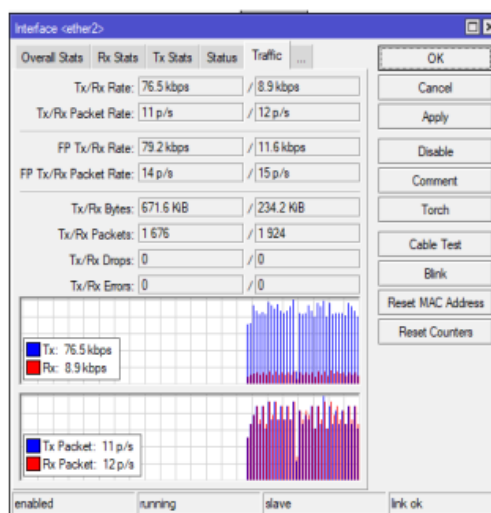 Interface <ether2>
Overall Stats Rx Stats Tx Stats Status Traffic ...
OK
Tx/Rx Rate: 76.5 kbps / 8.9 kbps
Cancel
Tx/Rx Packet Rate: 11 p/s / 12 p/s
Apply
FP Tx/Rx Rate: 79.2 kbps / 11.6 kbps
Disable
FP Tx/Rx Packet Rate: 14 p/s / 15 p/s
Comment
Tx/Rx Bytes: 671.6 KiB / 234.2 KiB
Torch
Tx/Rx Packets: 1 676 / 1 924
Cable Test
Tx/Rx Drops: 0 / 0
Blink
Tx/Rx Errors: 0 / 0
Reset MAC Address
Reset Counters
Tx: 76.5 kbps
Rx: 8.9 kbps
Tx Packet: 11 p/s
Rx Packet: 12 p/s
enabled running slave link ok